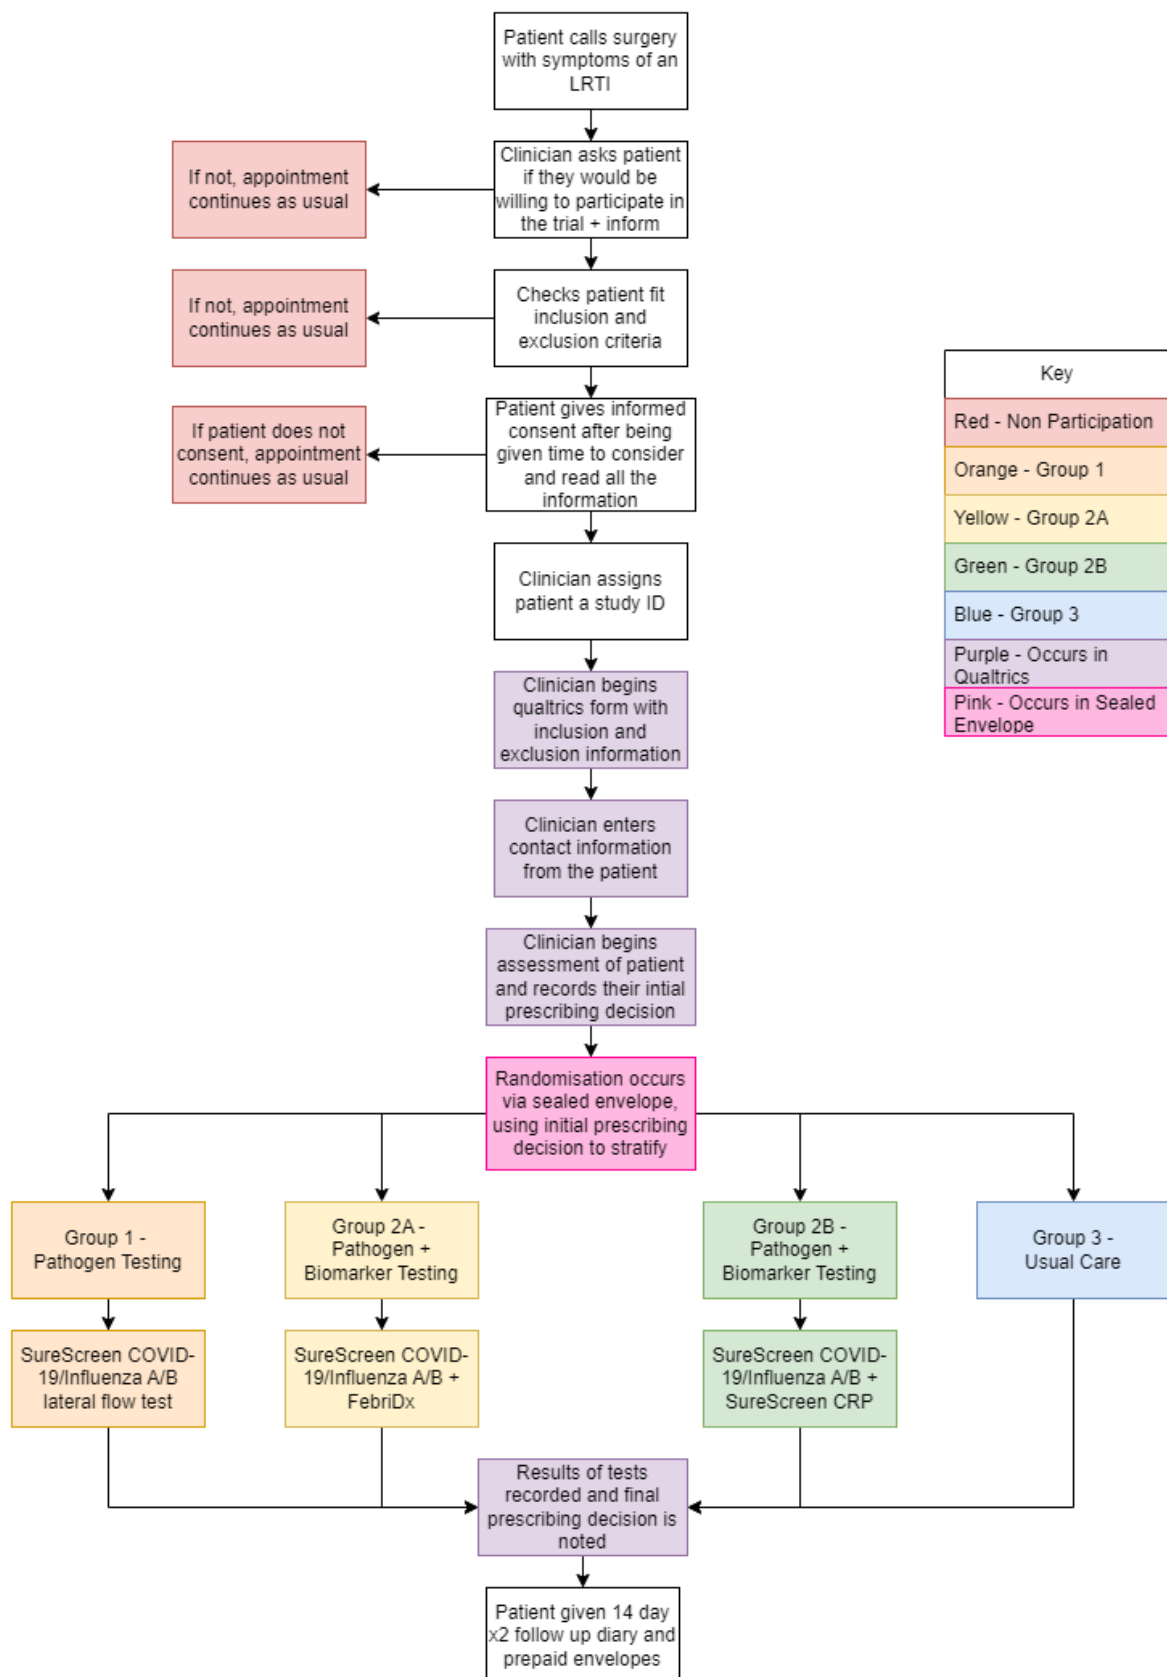 Patient calls surgery
with symptoms of an
LRTI
Clinician asks patient
if they would be
willing to participate in
the trial + inform
If not, appointment
continues as usual
Checks patient fit
inclusion and
exclusion criteria
If not, appointment
continues as usual
Patient gives informed
consent after being
given time to consider
and read all the
information
If patient does not
consent, appointment
continues as usual
Key
Red - Non Participation
Orange - Group 1
Yellow - Group 2A
Green - Group 2B
Blue - Group 3
Purple - Occurs in
Qualtrics
Pink - Occurs in Sealed
Envelope
Clinician assigns
patient a study ID
Clinician begins
qualtrics form with
inclusion and
exclusion information
Clinician enters
contact information
from the patient
Clinician begins
assessment of patient
and records their intial
prescribing decision
Randomisation occurs
via sealed envelope,
using initial prescribing
decision to stratify
Group 1 -
Pathogen Testing
Group 2A -
Pathogen +
Biomarker Testing
Group 2B -
Pathogen +
Biomarker Testing
Group 3 -
Usual Care
SureScreen COVID-
19/Influenza A/B
lateral flow test
SureScreen COVID-
19/Influenza A/B +
FebriDx
SureScreen COVID-
19/Influenza A/B +
SureScreen CRP
Results of tests
recorded and final
prescribing decision is
noted
Patient given 14 day
x2 follow up diary and
prepaid envelopes